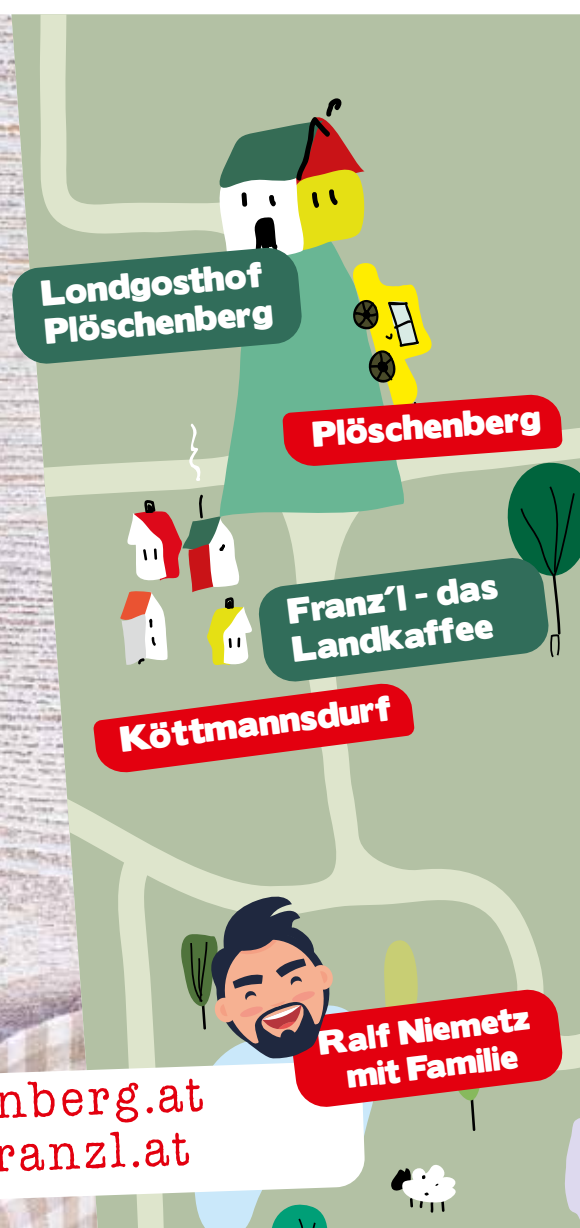 Londgosthof
Plöschenberg
Plöschenberg
Franz´l - das
Landkaffee
Köttmannsdurf
Ralf Niemetz
mit Familie
nberg.at
ranzl.at